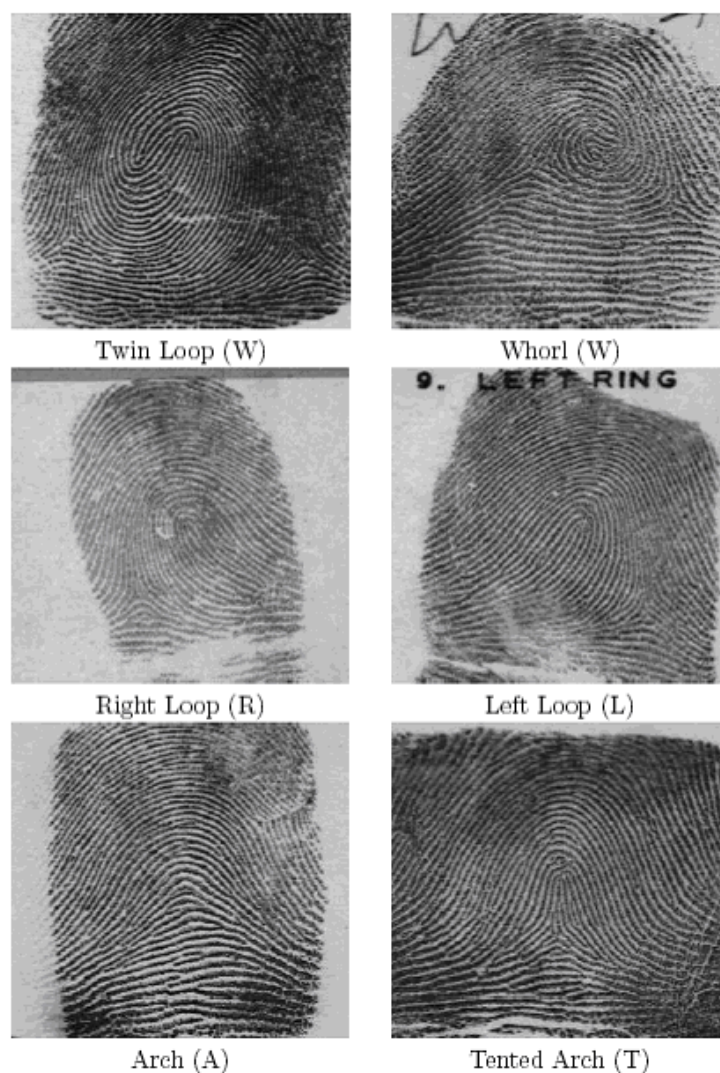 W
Twin Loop (W)
Whorl (W)
9. LEFT RING
Right Loop (R)
Left Loop (L)
Arch (A)
Tented Arch (T)